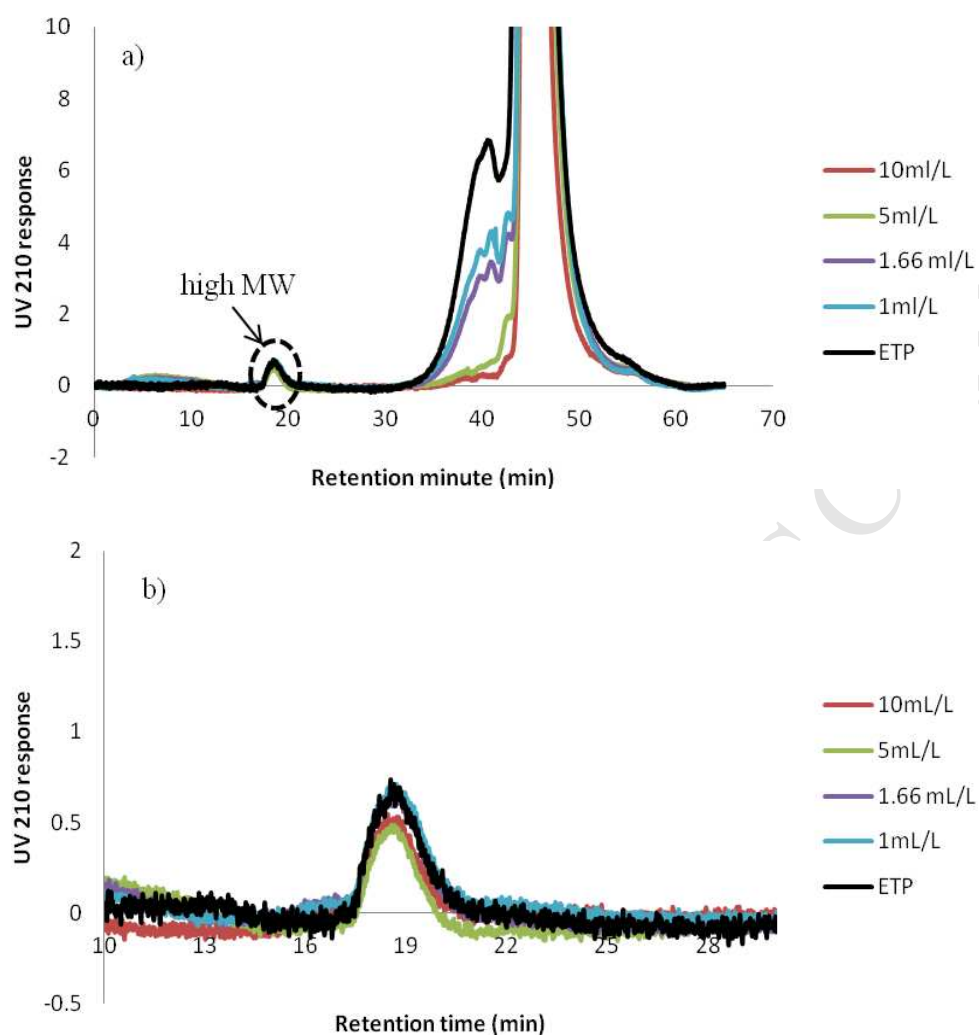 a)
10
8
6
4
2
0
-2
UV 210 response
high MW
0 10 20 30 40 50 60 70
Retention minute (min)
10ml/L
5ml/L
1.66 ml/L
1ml/L
ETP
b)
2
1.5
1
0.5
0
-0.5
UV 210 response
10 13 16 19 22 25 28
Retention time (min)
10mL/L
5mL/L
1.66 mL/L
1mL/L
ETP